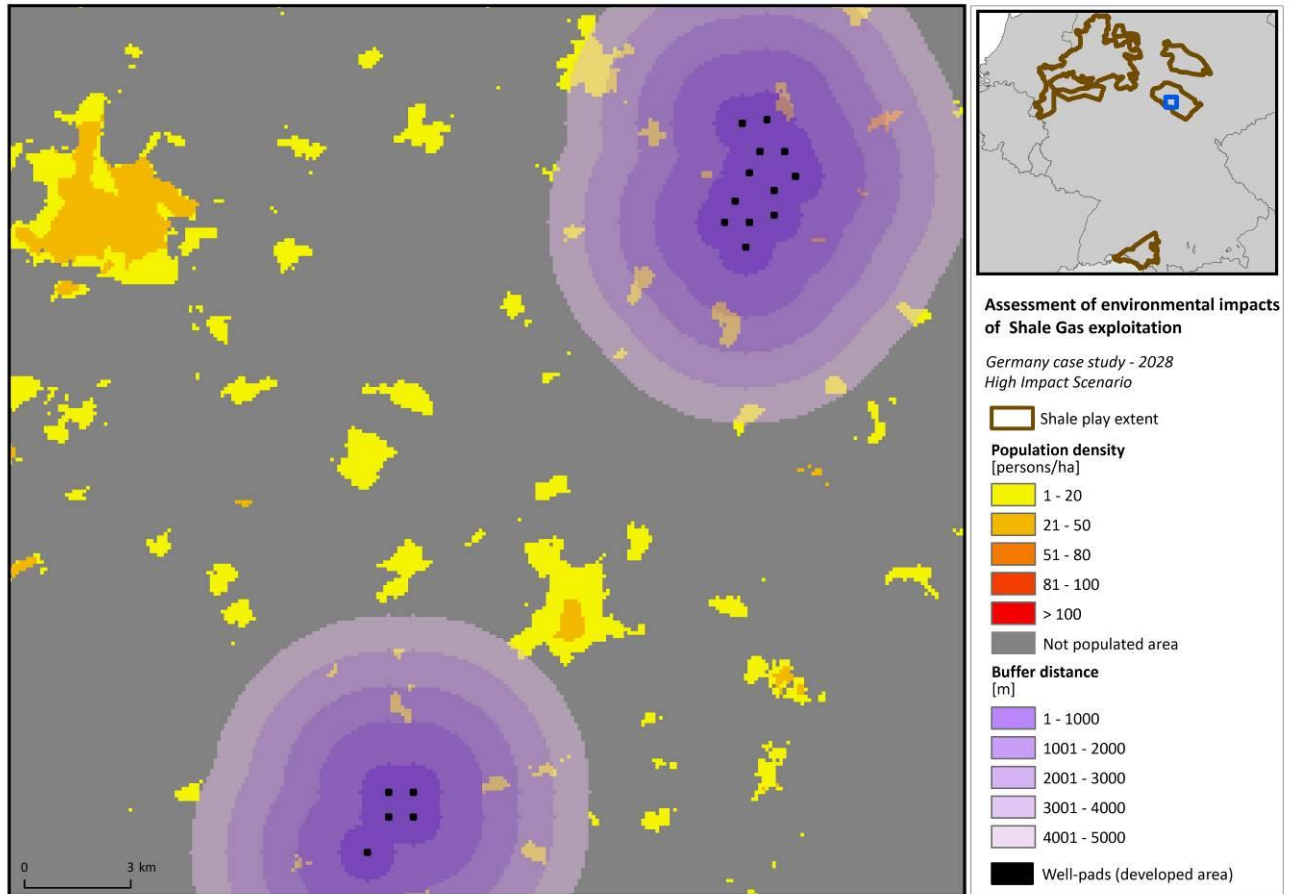 0 3 km
Assessment of environmental impacts
of Shale Gas exploitation
Germany case study - 2028
High Impact Scenario
Shale play extent
Population density
[persons/ha]
1 - 20
21 - 50
51 - 80
81 - 100
> 100
Not populated area
Buffer distance
[m]
1 - 1000
1001 - 2000
2001 - 3000
3001 - 4000
4001 - 5000
Well-pads (developed area)